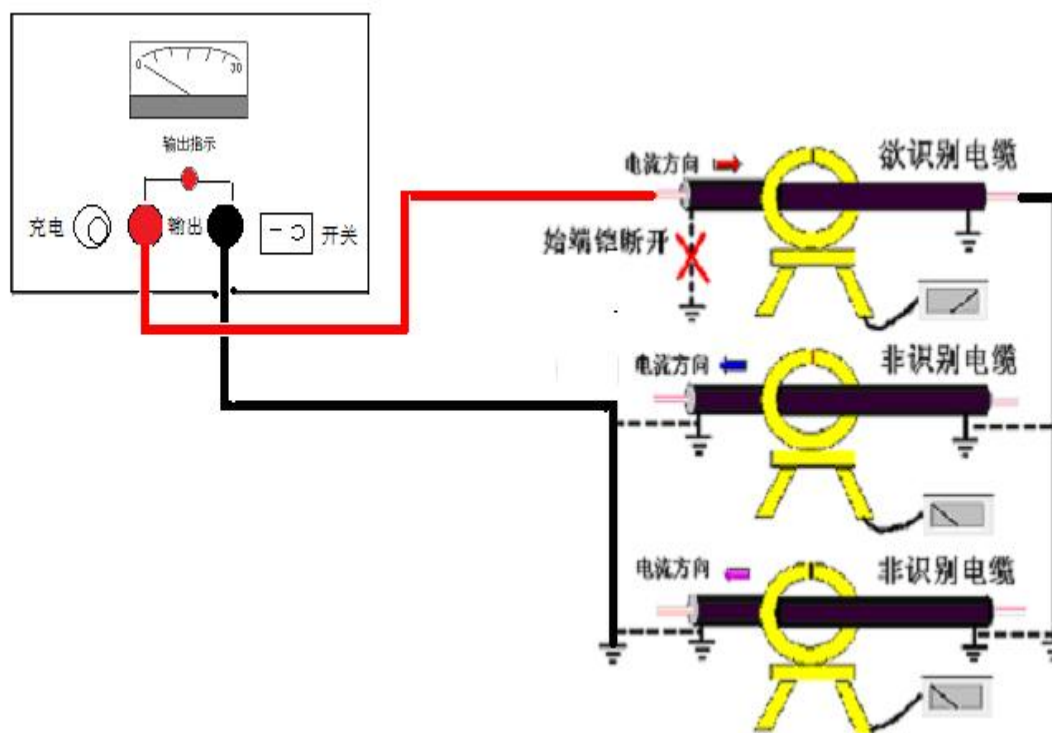 0
30
输出指示
充电
输出
开关
电流方向
欲识别电缆
始端铠断开
电流方向
非识别电缆
电流方向
非识别电缆